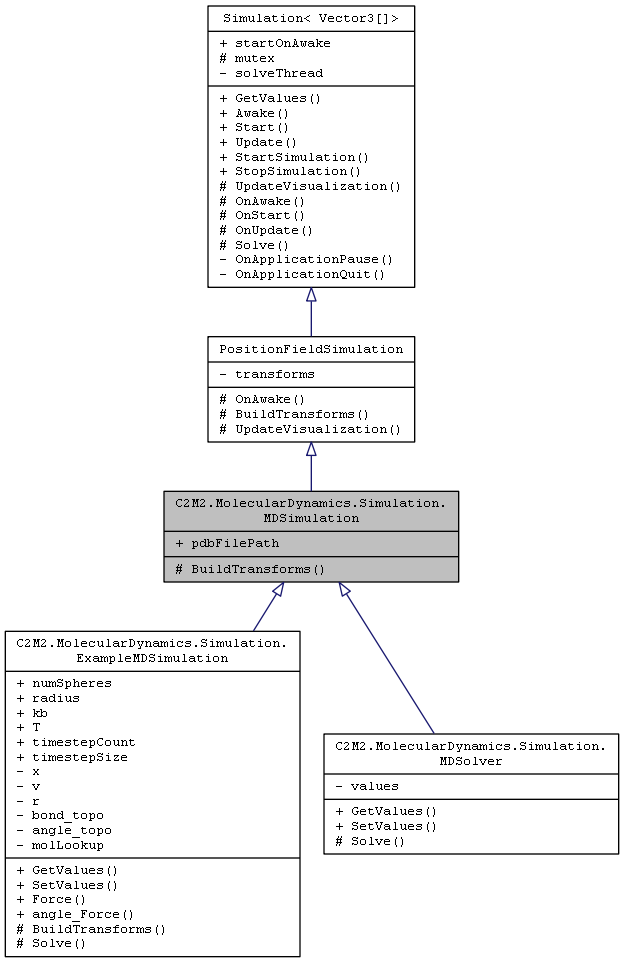 Simulation< Vector3[]>
+ startOnAwake
# mutex
- solveThread
+ GetValues()
+ Awake()
+ Start()
+ Update()
+ StartSimulation()
+ StopSimulation()
# UpdateVisualization()
# OnAwake()
# OnStart()
# OnUpdate()
# Solve()
- OnApplicationPause()
- OnApplicationQuit()
PositionFieldSimulation
- transforms
# OnAwake()
# BuildTransforms()
# UpdateVisualization()
C2M2.MolecularDynamics.Simulation.
MDSimulation
+ pdbFilePath
# BuildTransforms()
C2M2.MolecularDynamics.Simulation.
ExampleMDSimulation
+ numSpheres
+ radius
+ kb
+ T
+ timestepCount
+ timestepSize
- x
- v
- r
- bond_topo
- angle_topo
- molLookup
+ GetValues()
+ SetValues()
+ Force()
+ angle_Force()
# BuildTransforms()
# Solve()
C2M2.MolecularDynamics.Simulation.
MDSolver
- values
+ GetValues()
+ SetValues()
# Solve()